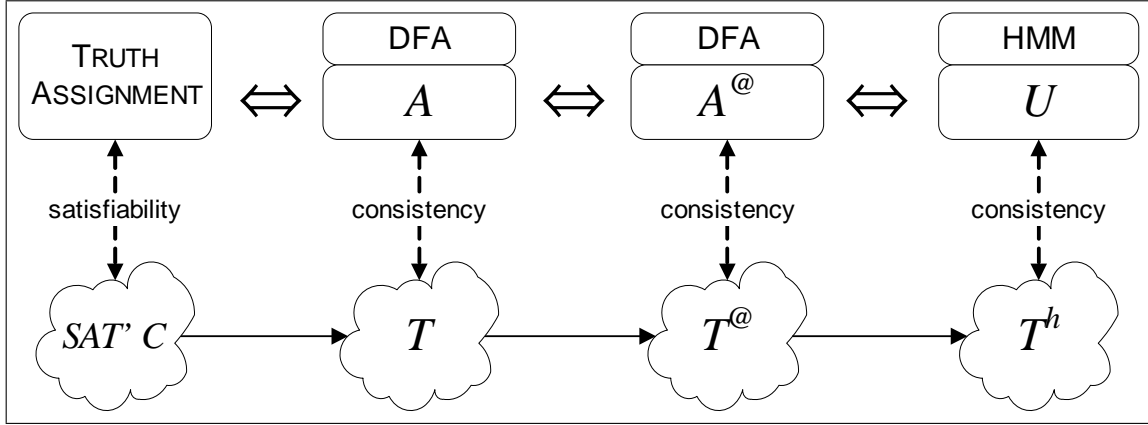 TRUTH
ASSIGNMENT
⇔
DFA
A
⇔
DFA
A@
⇔
HMM
U
satisfiability
consistency
consistency
consistency
SAT' C
T
T@
Th